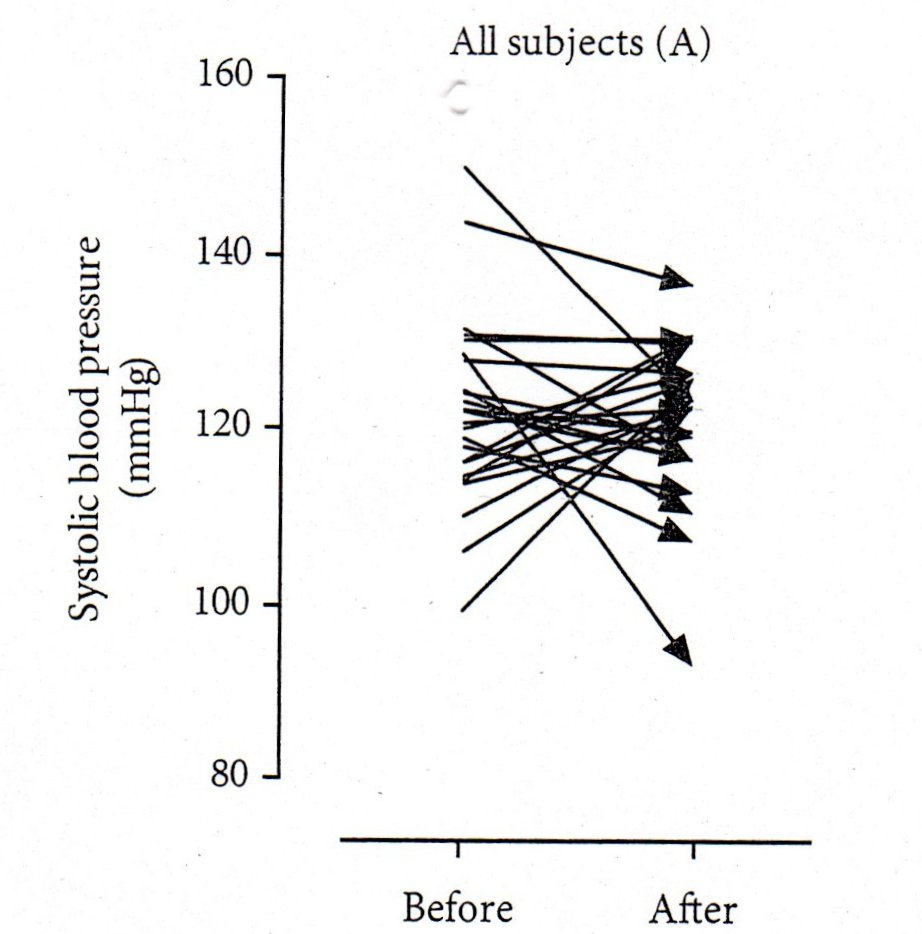 All subjects (A)
160
140
120
100
80
Systolic blood pressure
(mmHg)
Before
After